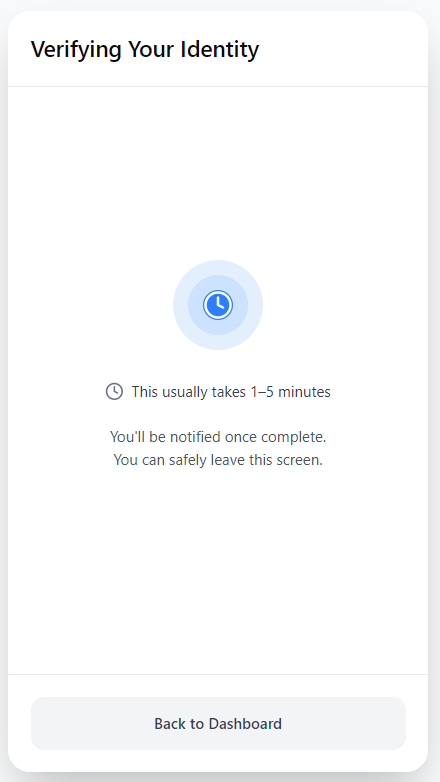 Verifying Your Identity
This usually takes 1–5 minutes
You'll be notified once complete.
You can safely leave this screen.
Back to Dashboard